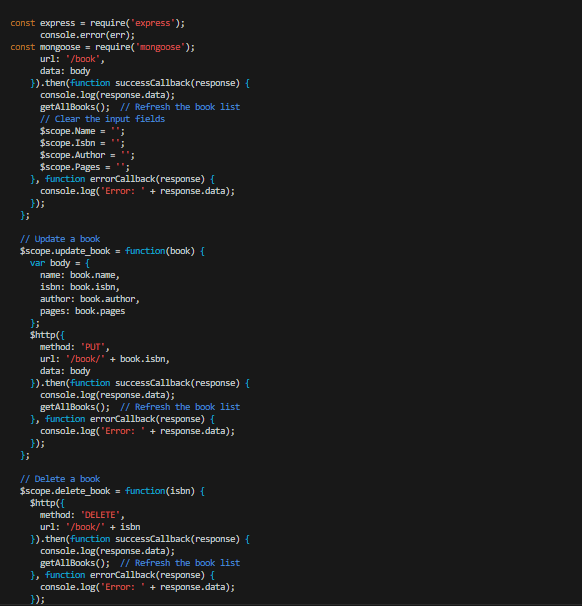 const express = require('express');
      console.error(err);
const mongoose = require('mongoose');
      url: '/book',
      data: body
    }).then(function successCallback(response) {
      console.log(response.data);
      getAllBooks();  // Refresh the book list
      // Clear the input fields
      $scope.Name = '';
      $scope.Isbn = '';
      $scope.Author = '';
      $scope.Pages = '';
    }, function errorCallback(response) {
      console.log('Error: ' + response.data);
    });
  };

  // Update a book
  $scope.update_book = function(book) {
    var body = {
      name: book.name,
      isbn: book.isbn,
      author: book.author,
      pages: book.pages
    };
    $http({
      method: 'PUT',
      url: '/book/' + book.isbn,
      data: body
    }).then(function successCallback(response) {
      console.log(response.data);
      getAllBooks();  // Refresh the book list
    }, function errorCallback(response) {
      console.log('Error: ' + response.data);
    });
  };

  // Delete a book
  $scope.delete_book = function(isbn) {
    $http({
      method: 'DELETE',
      url: '/book/' + isbn
    }).then(function successCallback(response) {
      console.log(response.data);
      getAllBooks();  // Refresh the book list
    }, function errorCallback(response) {
      console.log('Error: ' + response.data);
    });